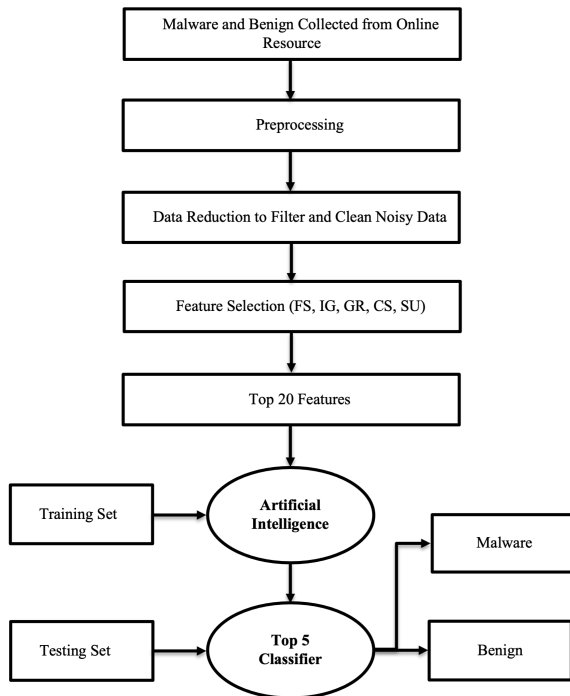 Malware and Benign Collected from Online
Resource
Preprocessing
Data Reduction to Filter and Clean Noisy Data
Feature Selection (FS, IG, GR, CS, SU)
Top 20 Features
Artificial
Intelligence
Training Set
Malware
Top 5
Classifier
Testing Set
Benign